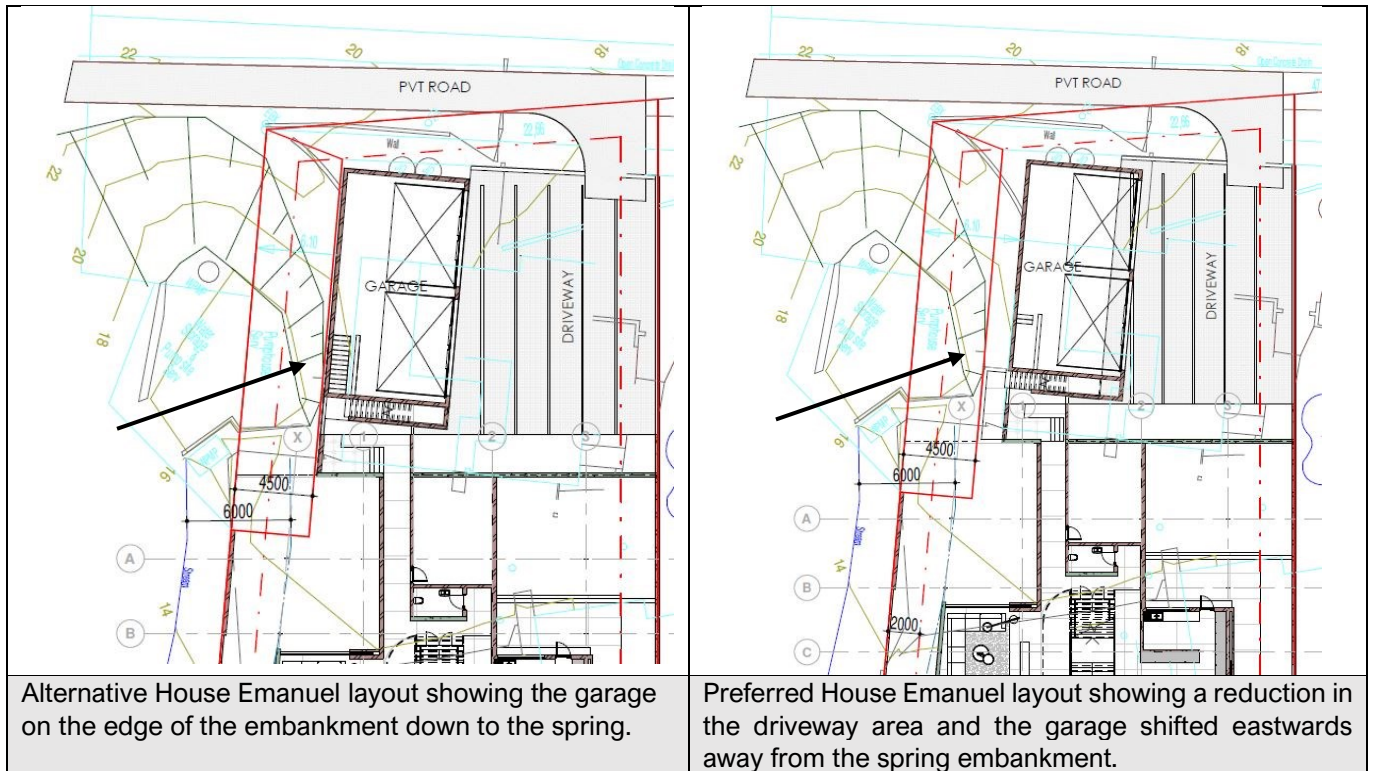 22
20
18
PVT ROAD
22,66
Wall
22
20
18
GARAGE
DRIVEWAY
X
1
2
3
16
4500
6000
A
14
B
Alternative House Emanuel layout showing the garage
on the edge of the embankment down to the spring.
22
20
18
PVT ROAD
22,66
Wall
22
20
18
GARAGE
DRIVEWAY
X
1
2
3
16
4500
6000
A
14
B
2000
C
Preferred House Emanuel layout showing a reduction in
the driveway area and the garage shifted eastwards
away from the spring embankment.